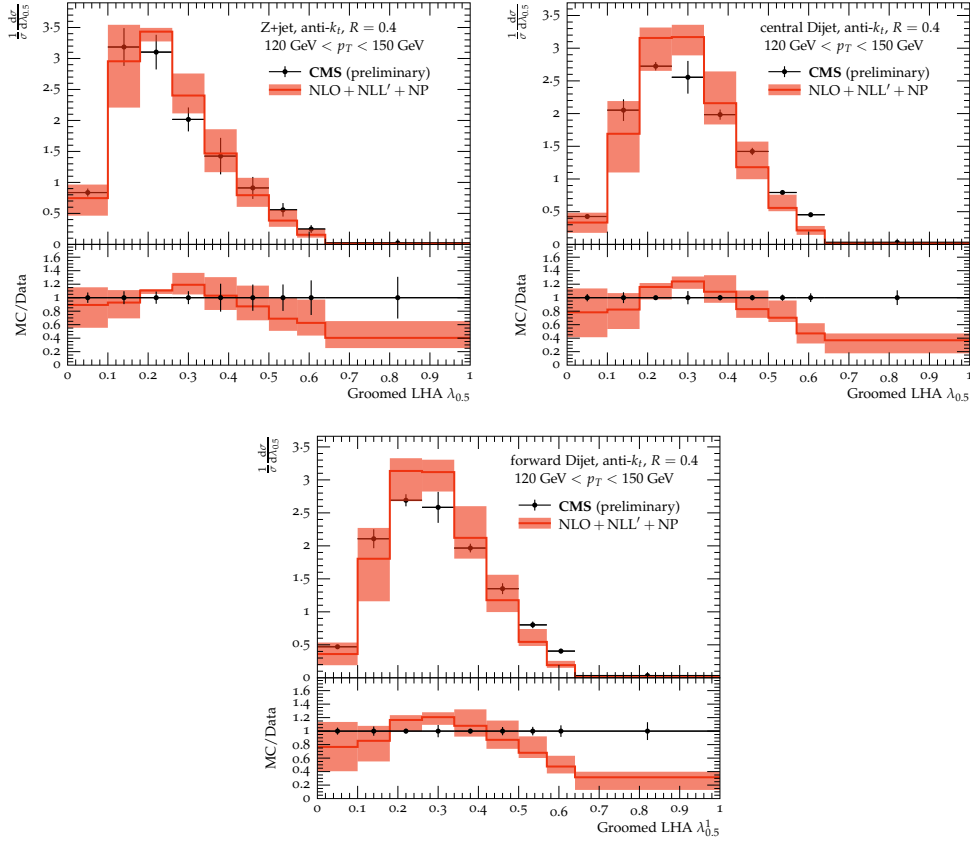 Z+jet, anti-kₜ, R = 0.4
120 GeV < p_T < 150 GeV
CMS (preliminary)
NLO + NLL′ + NP
1/σ dσ/dλ₀.₅
3.5
3
2.5
2
1.5
1
0.5
0
MC/Data
1.6
1.4
1.2
1.0
0.8
0.6
0.4
0.2
0
0 0.1 0.2 0.3 0.4 0.5 0.6 0.7 0.8 0.9 1
Groomed LHA λ₀.₅
central Dijet, anti-kₜ, R = 0.4
120 GeV < p_T < 150 GeV
CMS (preliminary)
NLO + NLL′ + NP
1/σ dσ/dλ₀.₅
3.5
3
2.5
2
1.5
1
0.5
0
MC/Data
1.6
1.4
1.2
1.0
0.8
0.6
0.4
0.2
0
0 0.1 0.2 0.3 0.4 0.5 0.6 0.7 0.8 0.9 1
Groomed LHA λ₀.₅
forward Dijet, anti-kₜ, R = 0.4
120 GeV < p_T < 150 GeV
CMS (preliminary)
NLO + NLL′ + NP
1/σ dσ/dλ₀.₅
3.5
3
2.5
2
1.5
1
0.5
0
MC/Data
1.6
1.4
1.2
1.0
0.8
0.6
0.4
0.2
0
0 0.1 0.2 0.3 0.4 0.5 0.6 0.7 0.8 0.9 1
Groomed LHA λ¹₀.₅